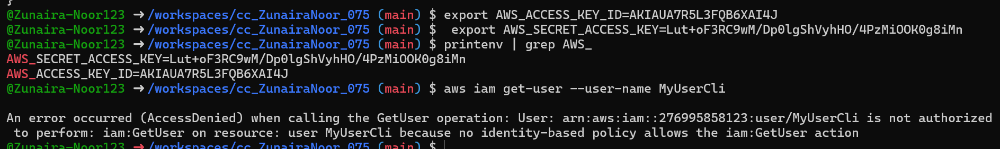 }
@Zunaira-Noor123 ➜ /workspaces/cc_ZunairaNoor_075 (main) $ export AWS_ACCESS_KEY_ID=AKIAUA7R5L3FQB6XAI4J
@Zunaira-Noor123 ➜ /workspaces/cc_ZunairaNoor_075 (main) $  export AWS_SECRET_ACCESS_KEY=Lut+oF3RC9wM/Dp0lgShVyhHO/4PzMiOOK0g8iMn
@Zunaira-Noor123 ➜ /workspaces/cc_ZunairaNoor_075 (main) $ printenv | grep AWS_
AWS_SECRET_ACCESS_KEY=Lut+oF3RC9wM/Dp0lgShVyhHO/4PzMiOOK0g8iMn
AWS_ACCESS_KEY_ID=AKIAUA7R5L3FQB6XAI4J
@Zunaira-Noor123 ➜ /workspaces/cc_ZunairaNoor_075 (main) $ aws iam get-user --user-name MyUserCli
An error occurred (AccessDenied) when calling the GetUser operation: User: arn:aws:iam::276995858123:user/MyUserCli is not authorized
 to perform: iam:GetUser on resource: user MyUserCli because no identity-based policy allows the iam:GetUser action
@Zunaira-Noor123 ➜ /workspaces/cc_ZunairaNoor_075 (main) $